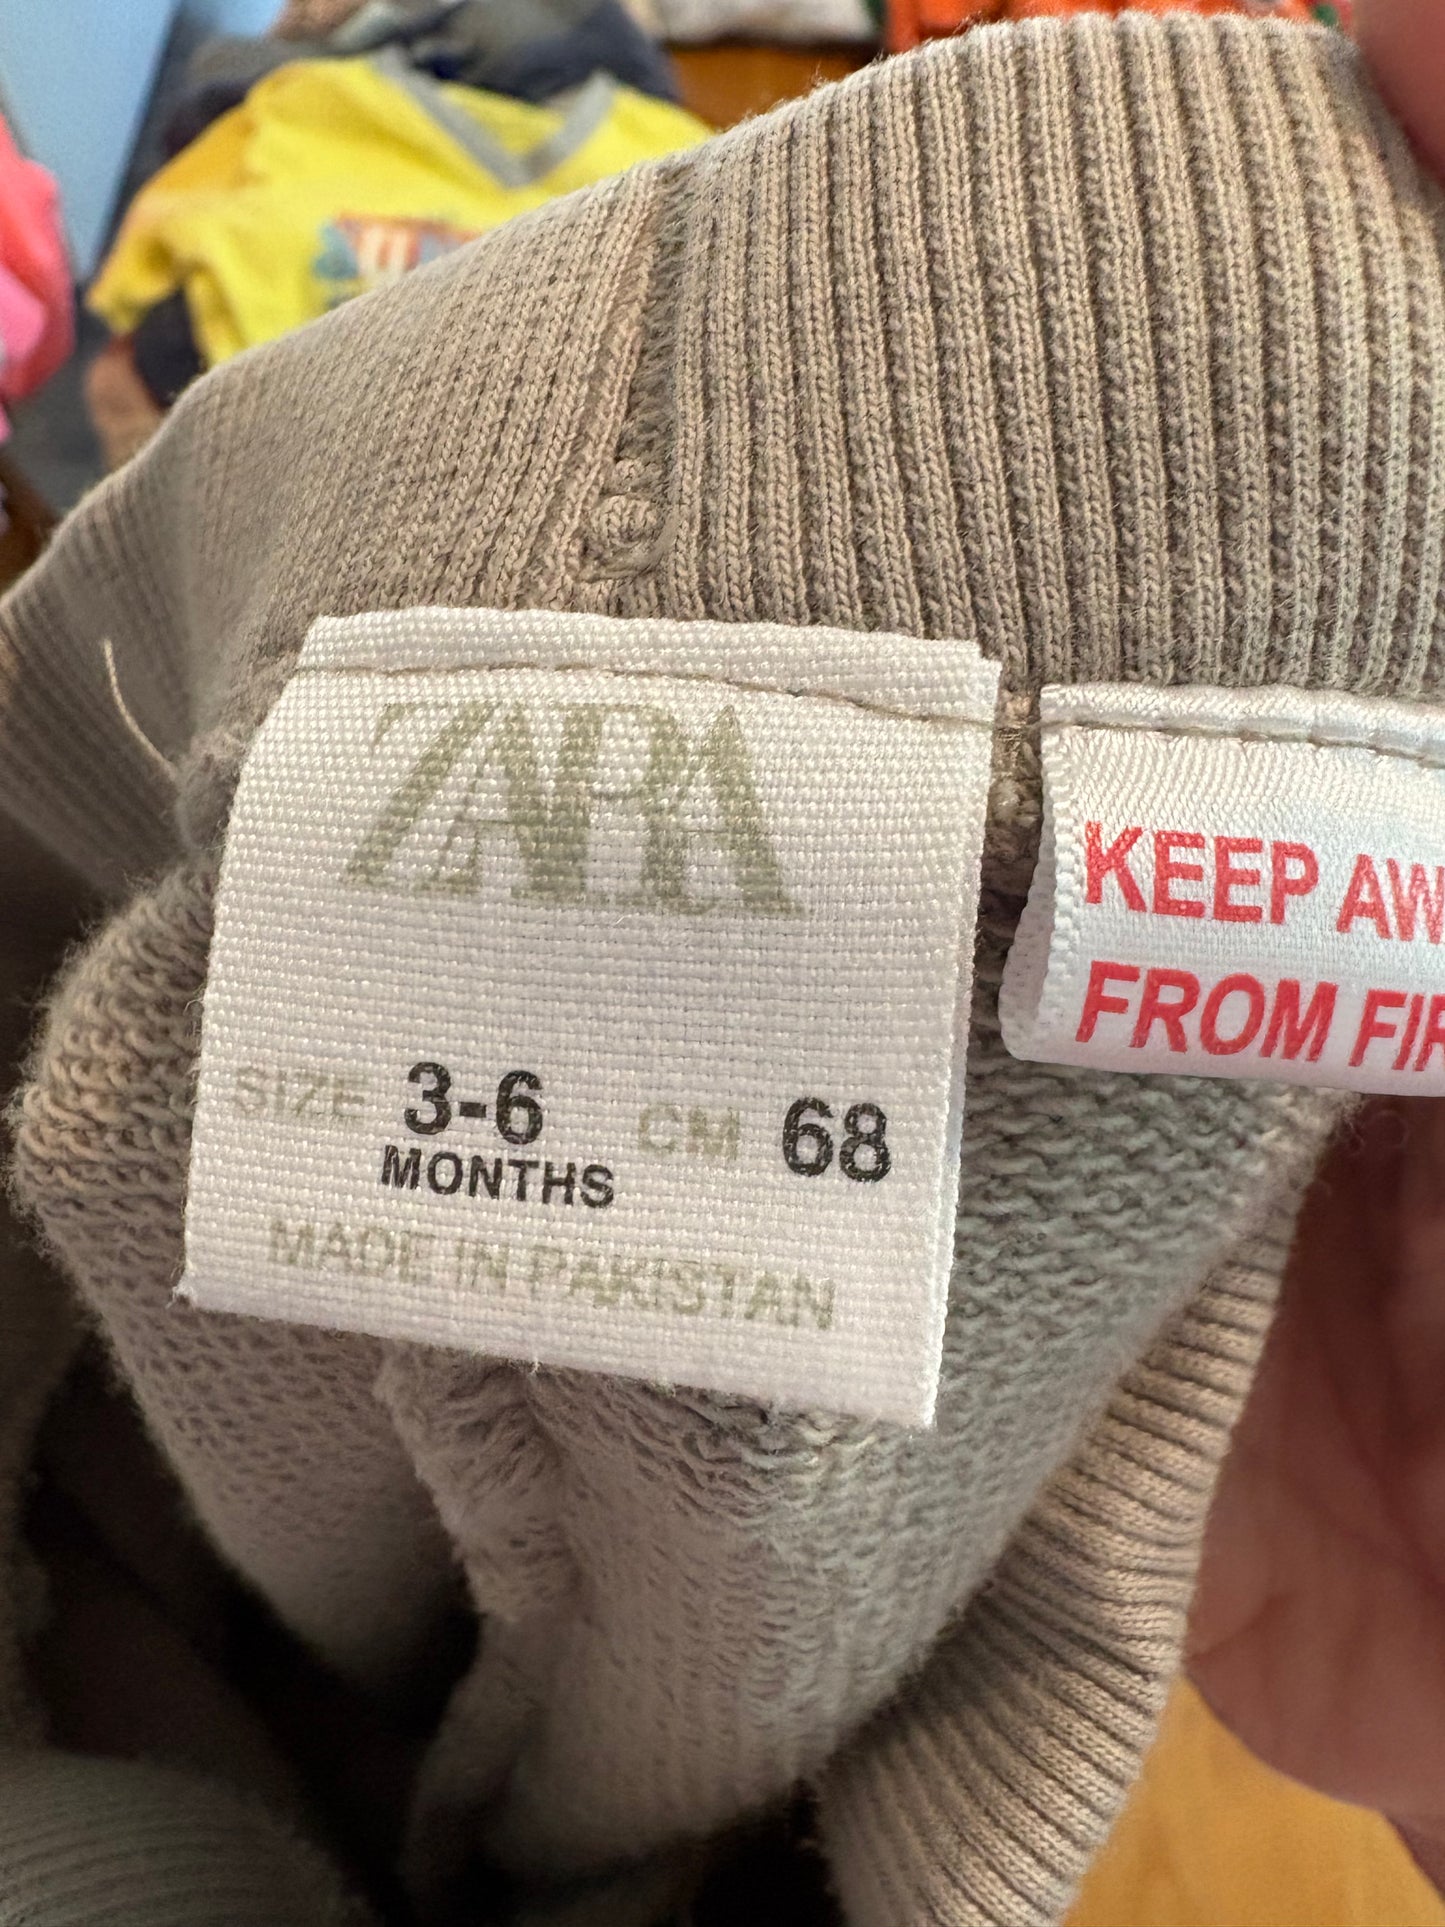 ZARA
SIZE 3-6 CM 68
MONTHS
MADE IN PAKISTAN
KEEP AW
FROM FIR